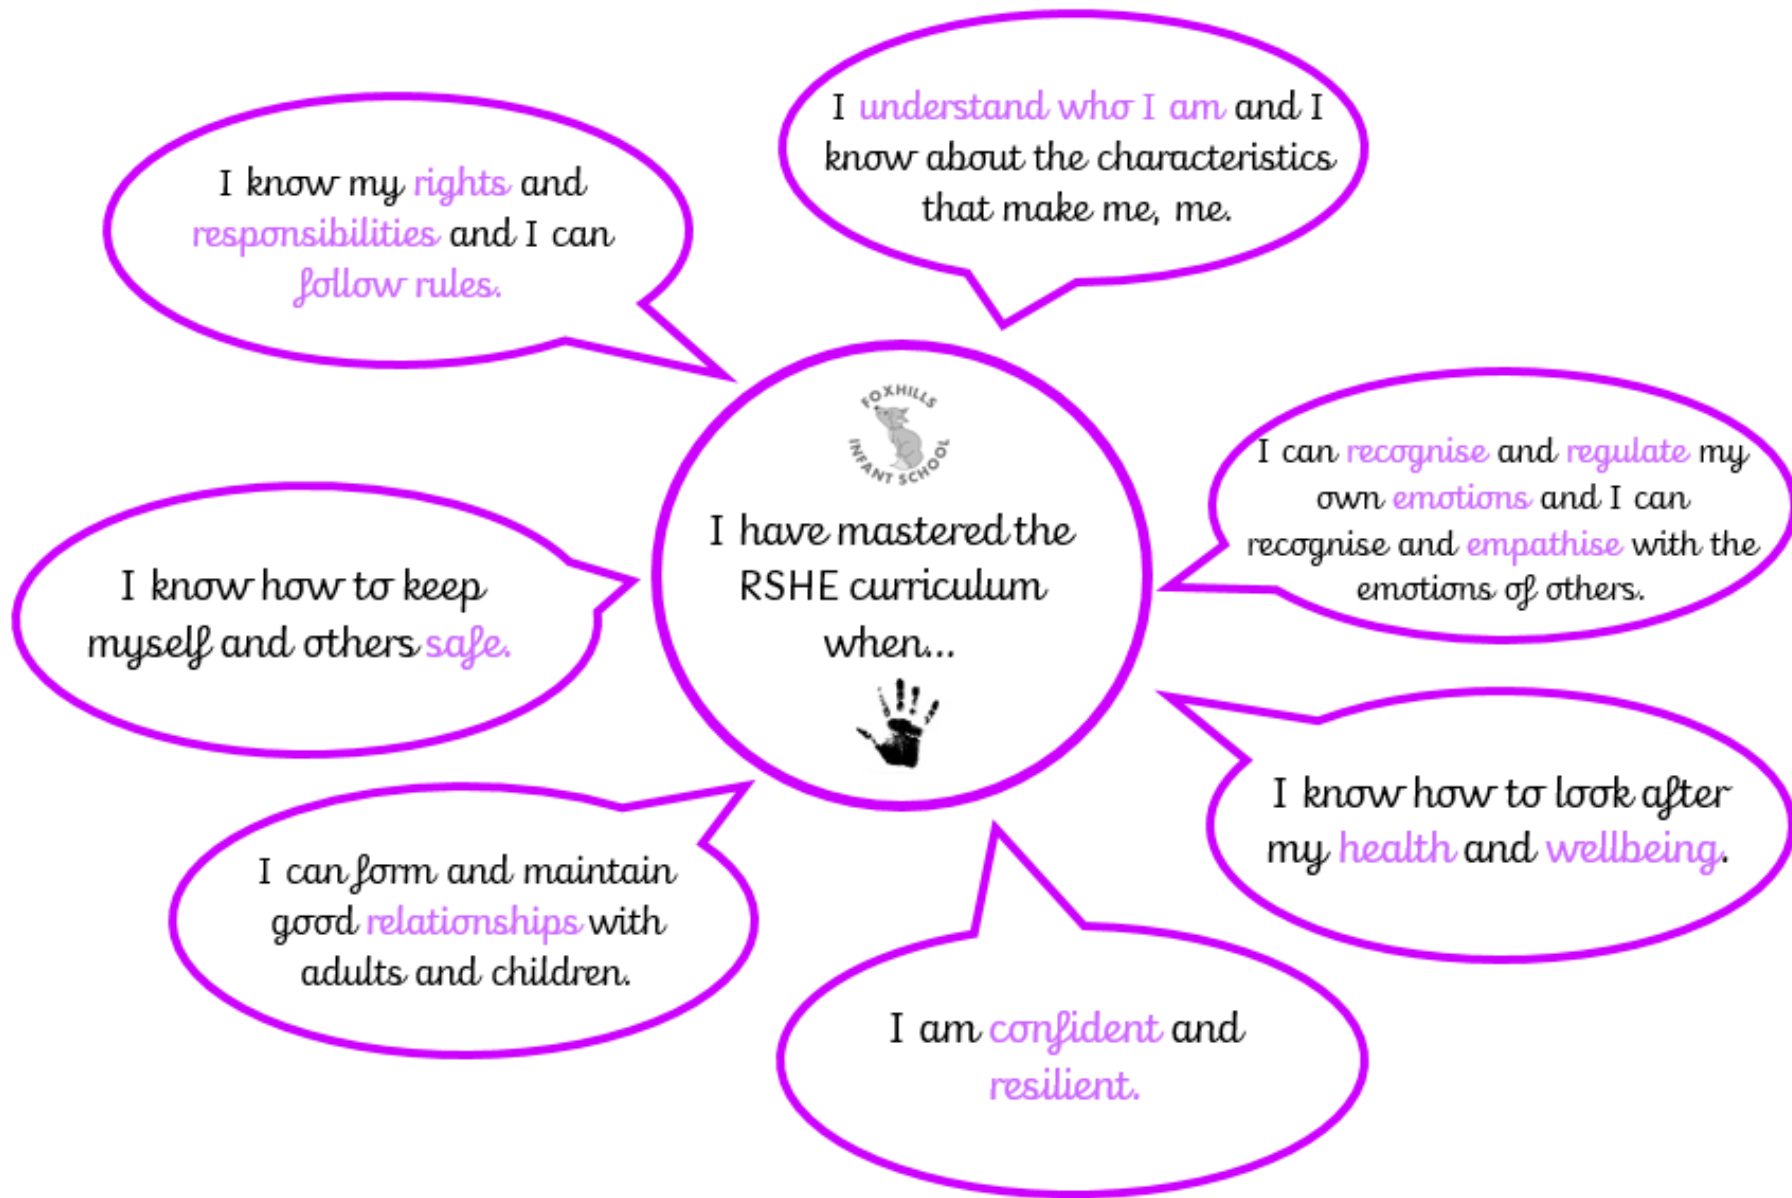 I understand who I am and I
know about the characteristics
that make me, me.
I know my rights and
responsibilities and I can
follow rules.
FOXHILLS
INFANT SCHOOL
I have mastered the
RSHE curriculum
when...
I can recognise and regulate my
own emotions and I can
recognise and empathise with the
emotions of others.
I know how to keep
myself and others safe.
I know how to look after
my health and wellbeing.
I can form and maintain
good relationships with
adults and children.
I am confident and
resilient.